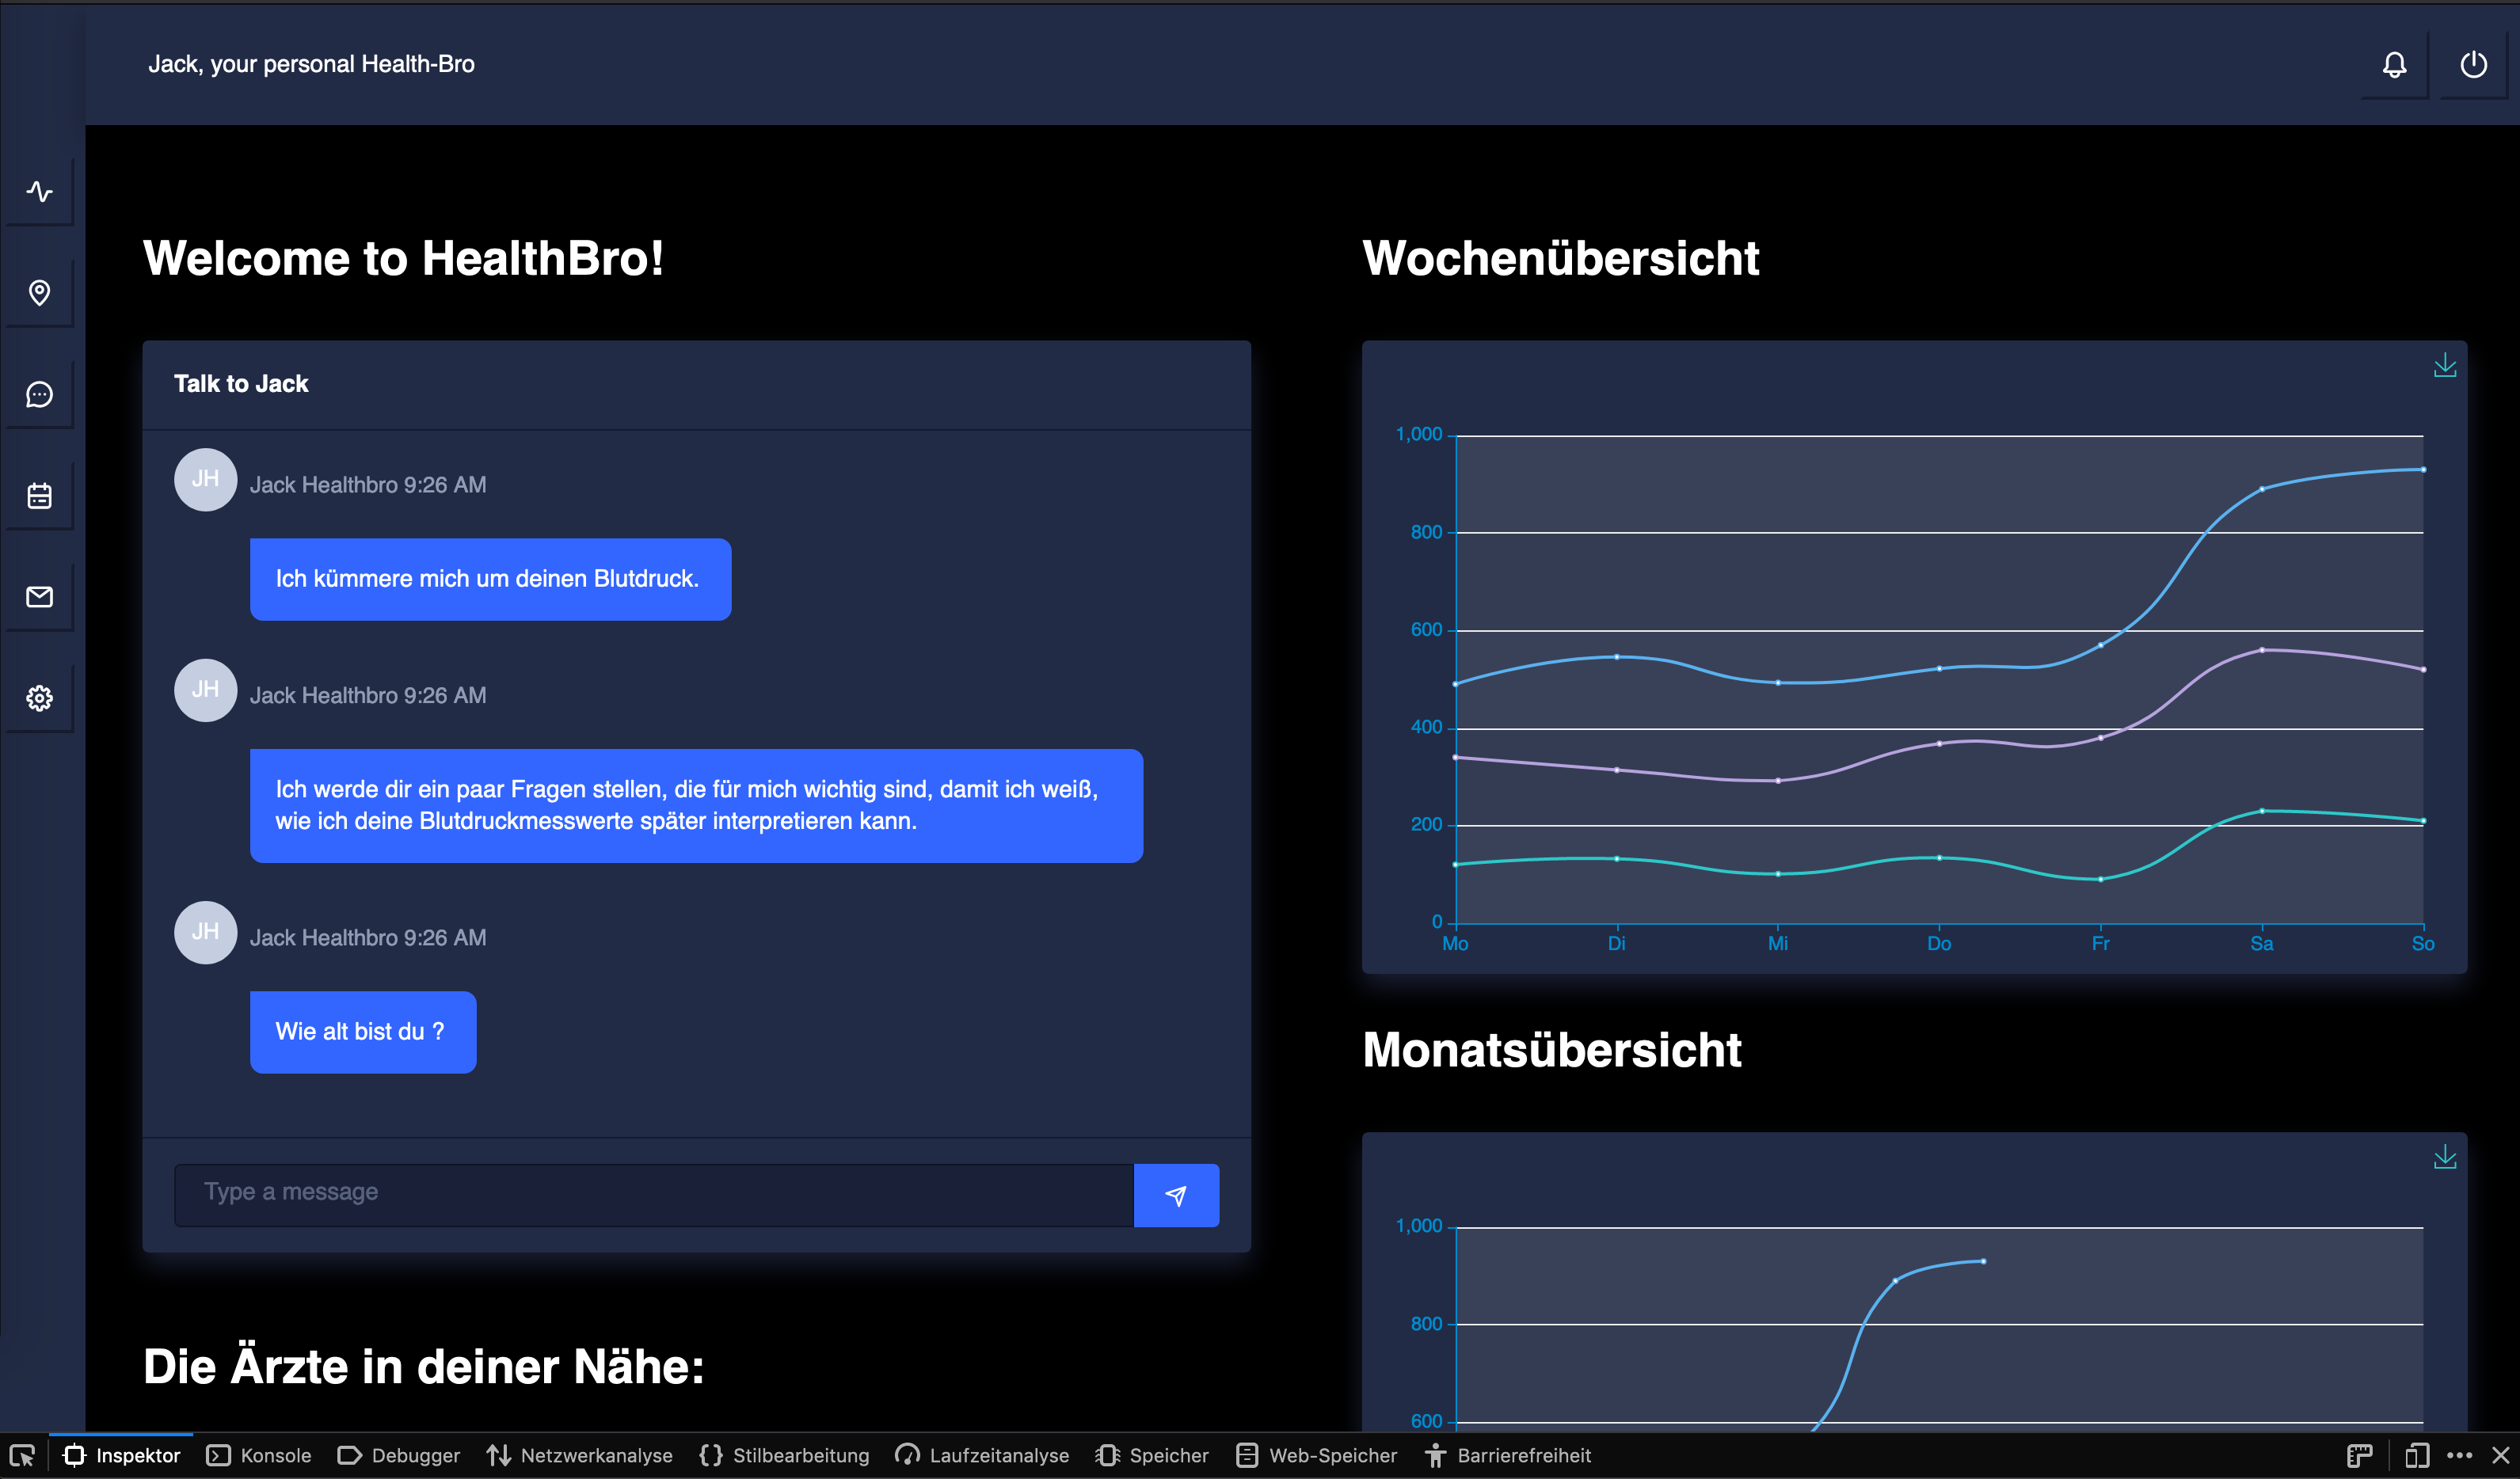 Jack, your personal Health-Bro
Welcome to HealthBro!
Talk to Jack
JH
Jack Healthbro 9:26 AM
Ich kümmere mich um deinen Blutdruck.
JH
Jack Healthbro 9:26 AM
Ich werde dir ein paar Fragen stellen, die für mich wichtig sind, damit ich weiß,
wie ich deine Blutdruckmesswerte später interpretieren kann.
JH
Jack Healthbro 9:26 AM
Wie alt bist du ?
Type a message
Die Ärzte in deiner Nähe:
Wochenübersicht
1,000
800
600
400
200
0
Mo Di Mi Do Fr Sa So
Monatsübersicht
1,000
800
600
Inspektor Konsole Debugger Netzwerkanalyse Stilbearbeitung Laufzeitanalyse Speicher Web-Speicher Barrierefreiheit